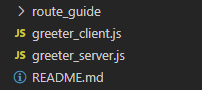 route_guide
JS greeter_client.js
JS greeter_server.js
README.md